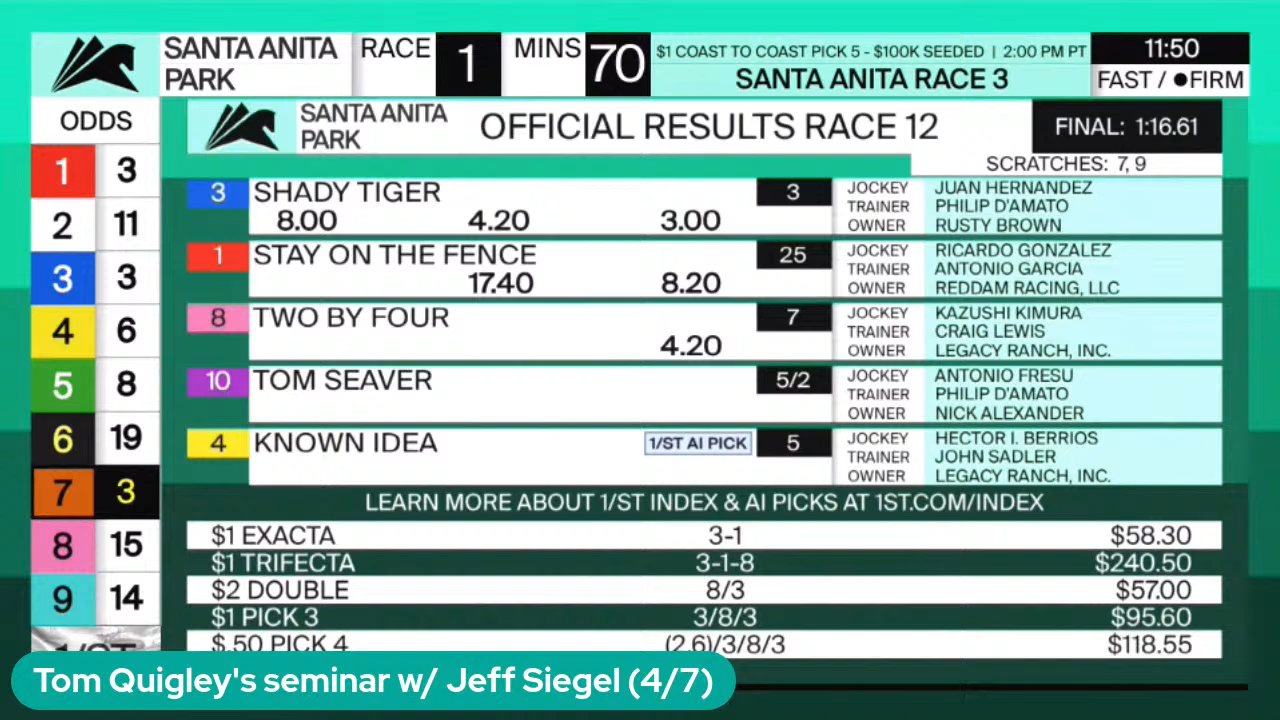 SANTA ANITA PARK
RACE 1
MINS 70
$1 COAST TO COAST PICK 5 - $100K SEEDED | 2:00 PM PT
SANTA ANITA RACE 3
11:50
FAST / ●FIRM
ODDS
1 3
2 11
3 3
4 6
5 8
6 19
7 3
8 15
9 14
SANTA ANITA PARK
OFFICIAL RESULTS RACE 12
FINAL: 1:16.61
SCRATCHES: 7, 9
3 SHADY TIGER 3
8.00 4.20 3.00
JOCKEY JUAN HERNANDEZ
TRAINER PHILIP D'AMATO
OWNER RUSTY BROWN
1 STAY ON THE FENCE 25
17.40 8.20
JOCKEY RICARDO GONZALEZ
TRAINER ANTONIO GARCIA
OWNER REDDAM RACING, LLC
8 TWO BY FOUR 7
4.20
JOCKEY KAZUSHI KIMURA
TRAINER CRAIG LEWIS
OWNER LEGACY RANCH, INC.
10 TOM SEAVER 5/2
JOCKEY ANTONIO FRESU
TRAINER PHILIP D'AMATO
OWNER NICK ALEXANDER
4 KNOWN IDEA 1/ST AI PICK 5
JOCKEY HECTOR I. BERRIOS
TRAINER JOHN SADLER
OWNER LEGACY RANCH, INC.
LEARN MORE ABOUT 1/ST INDEX & AI PICKS AT 1ST.COM/INDEX
$1 EXACTA 3-1 $58.30
$1 TRIFECTA 3-1-8 $240.50
$2 DOUBLE 8/3 $57.00
$1 PICK 3 3/8/3 $95.60
$.50 PICK 4 (2,6)/3/8/3 $118.55
1/ST
Tom Quigley's seminar w/ Jeff Siegel (4/7)